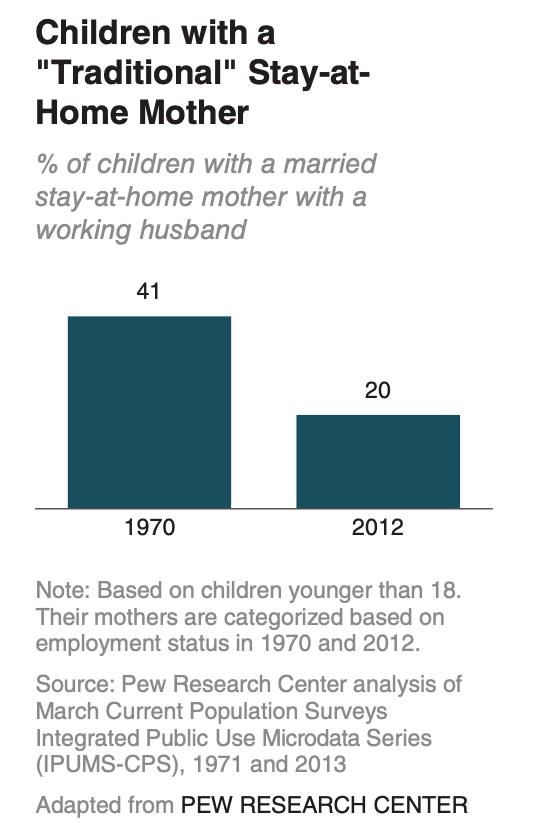 Children with a
"Traditional" Stay-at-
Home Mother
% of children with a married
stay-at-home mother with a
working husband
41
20
1970
2012
Note: Based on children younger than 18.
Their mothers are categorized based on
employment status in 1970 and 2012.
Source: Pew Research Center analysis of
March Current Population Surveys
Integrated Public Use Microdata Series
(IPUMS-CPS), 1971 and 2013
Adapted from PEW RESEARCH CENTER